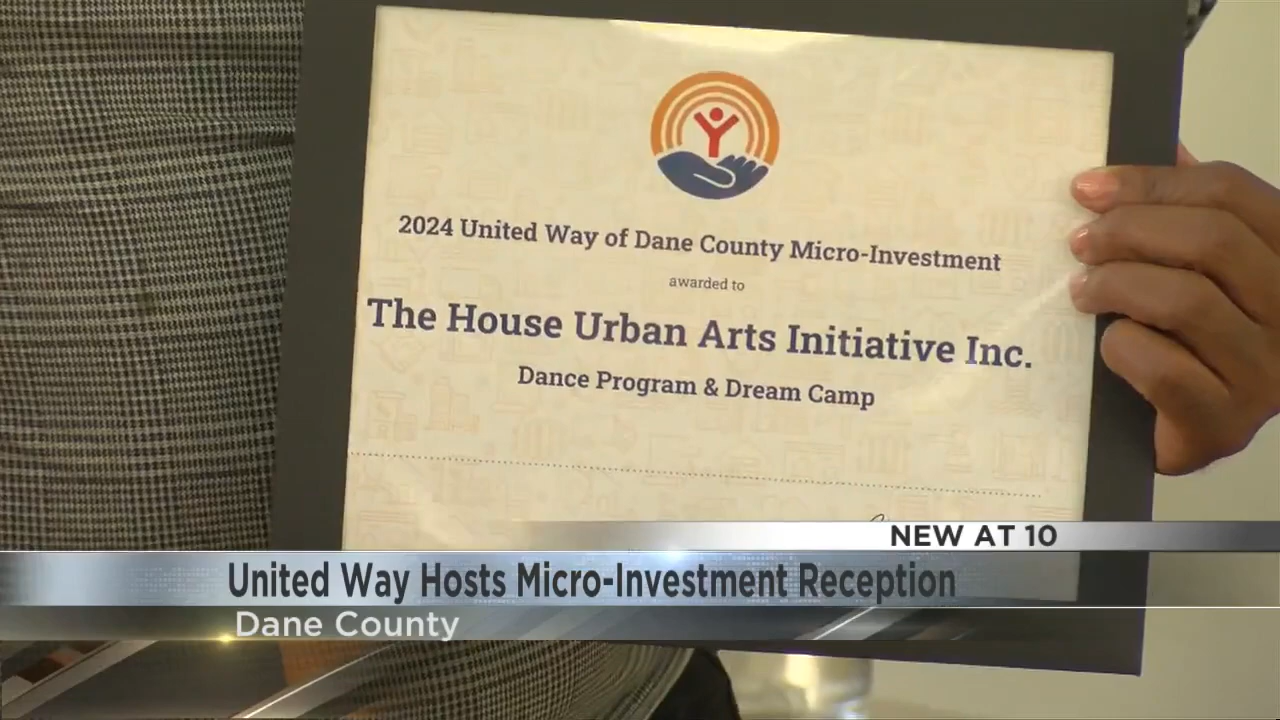 2024 United Way of Dane County Micro-Investment
awarded to
The House Urban Arts Initiative Inc.
Dance Program & Dream Camp
NEW AT 10
United Way Hosts Micro-Investment Reception
Dane County